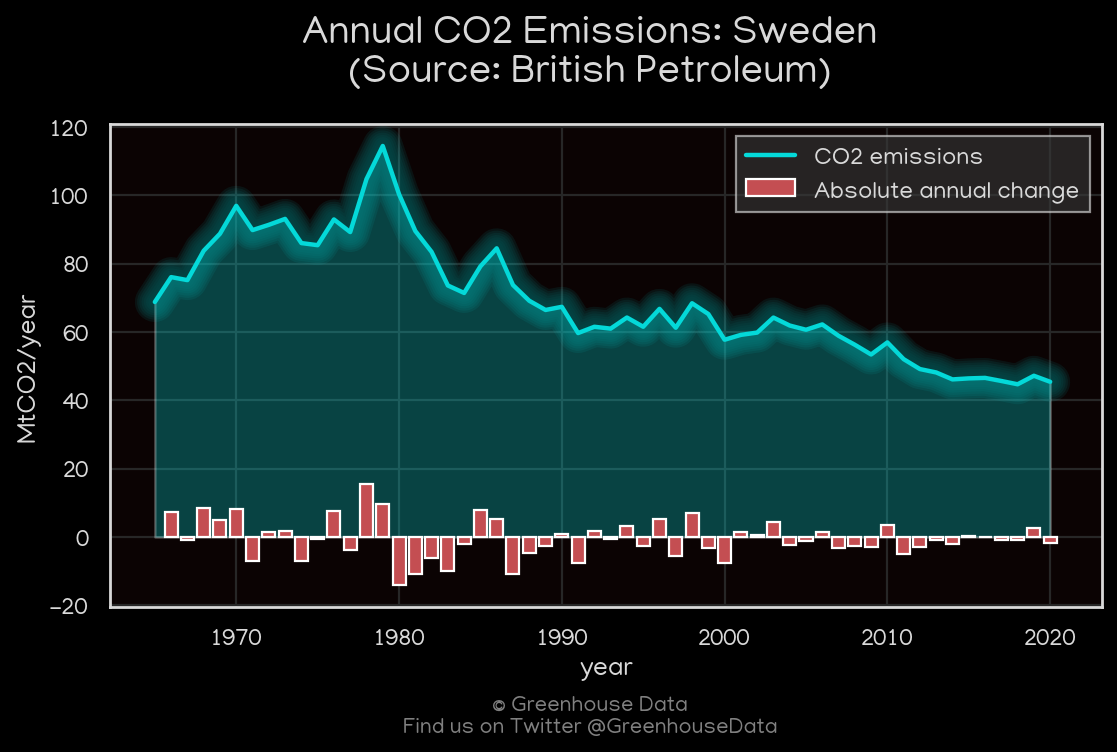 Annual CO2 Emissions: Sweden
(Source: British Petroleum)
120
100
80
60
40
20
0
−20
MtCO2/year
CO2 emissions
Absolute annual change
1970
1980
1990
2000
2010
2020
year
© Greenhouse Data
Find us on Twitter @GreenhouseData